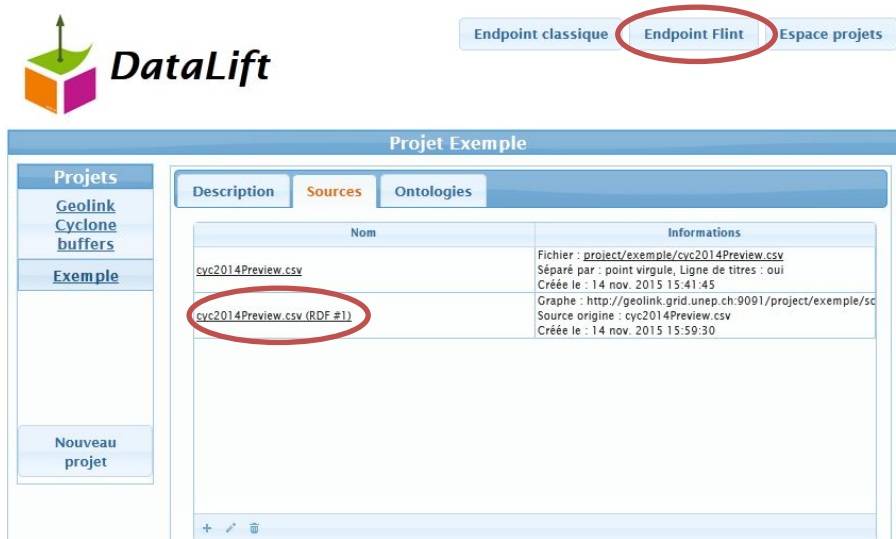 DataLift
Endpoint classique
Endpoint Flint
Espace projets
Projet Exemple
Projets
Geolink
Cyclone
buffers
Exemple
Nouveau
projet
Description
Sources
Ontologies
Nom
Informations
cyc2014Preview.csv
Fichier : project/exemple/cyc2014Preview.csv
Séparé par : point virgule, Ligne de titres : oui
Créée le : 14 nov. 2015 15:41:45
cyc2014Preview.csv (RDF #1)
Graphe : http://geolink.grid.unep.ch:9091/project/exemple/sc
Source origine : cyc2014Preview.csv
Créée le : 14 nov. 2015 15:59:30